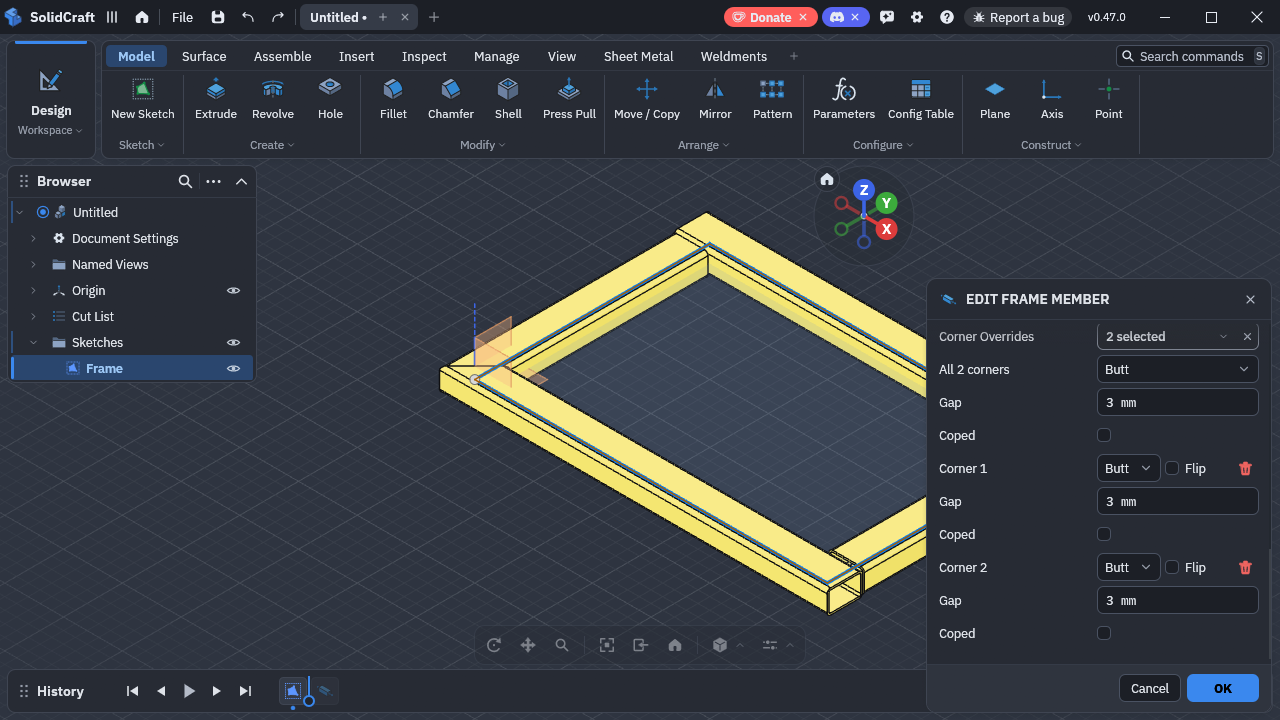 SolidCraft
File
Untitled •
Donate
Report a bug
v0.47.0
Design
Workspace
Model
Surface
Assemble
Insert
Inspect
Manage
View
Sheet Metal
Weldments
Search commands
S
New Sketch
Extrude
Revolve
Hole
Fillet
Chamfer
Shell
Press Pull
Move / Copy
Mirror
Pattern
Parameters
Config Table
Plane
Axis
Point
Sketch
Create
Modify
Arrange
Configure
Construct
Browser
Untitled
Document Settings
Named Views
Origin
Cut List
Sketches
Frame
Z
Y
X
EDIT FRAME MEMBER
Corner Overrides
2 selected
All 2 corners
Butt
Gap
3 mm
Coped
Corner 1
Butt
Flip
Gap
3 mm
Coped
Corner 2
Butt
Flip
Gap
3 mm
Coped
Cancel
OK
History